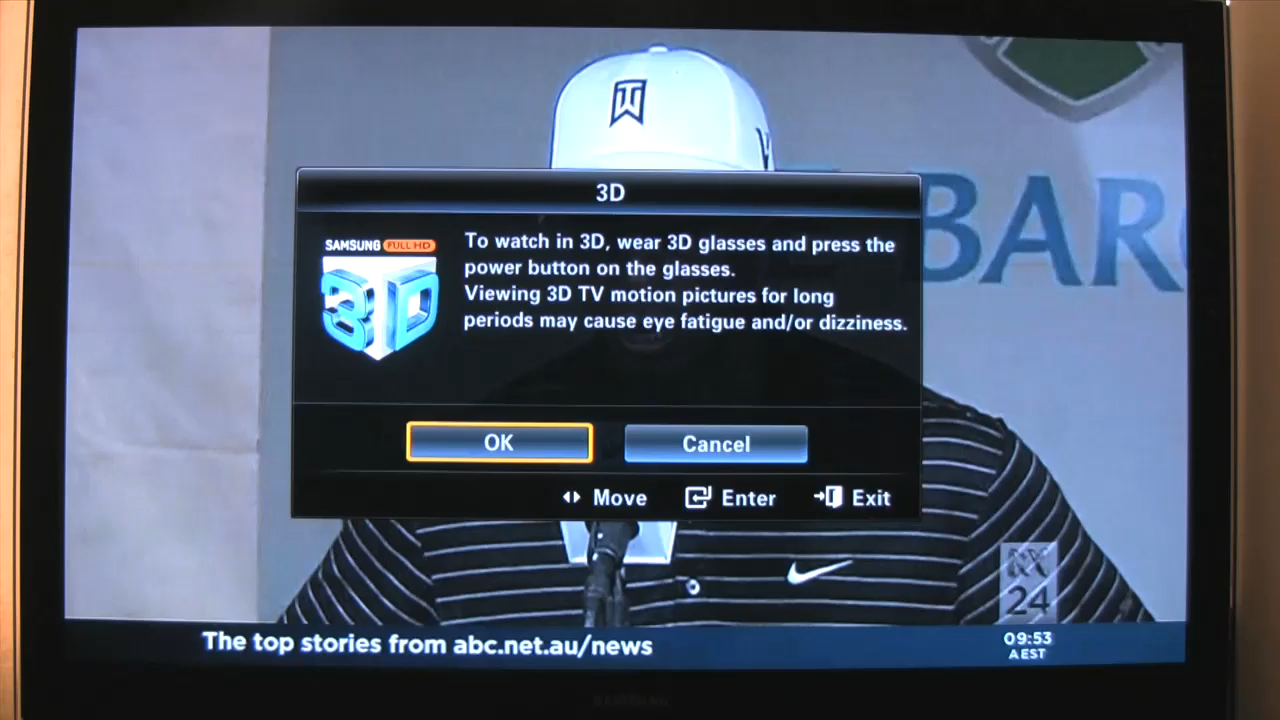 TW
BAR
3D
SAMSUNG FULL HD
3D
To watch in 3D, wear 3D glasses and press the
power button on the glasses.
Viewing 3D TV motion pictures for long
periods may cause eye fatigue and/or dizziness.
OK Cancel
Move Enter Exit
24
The top stories from abc.net.au/news
09:53
AEST
SAMSUNG